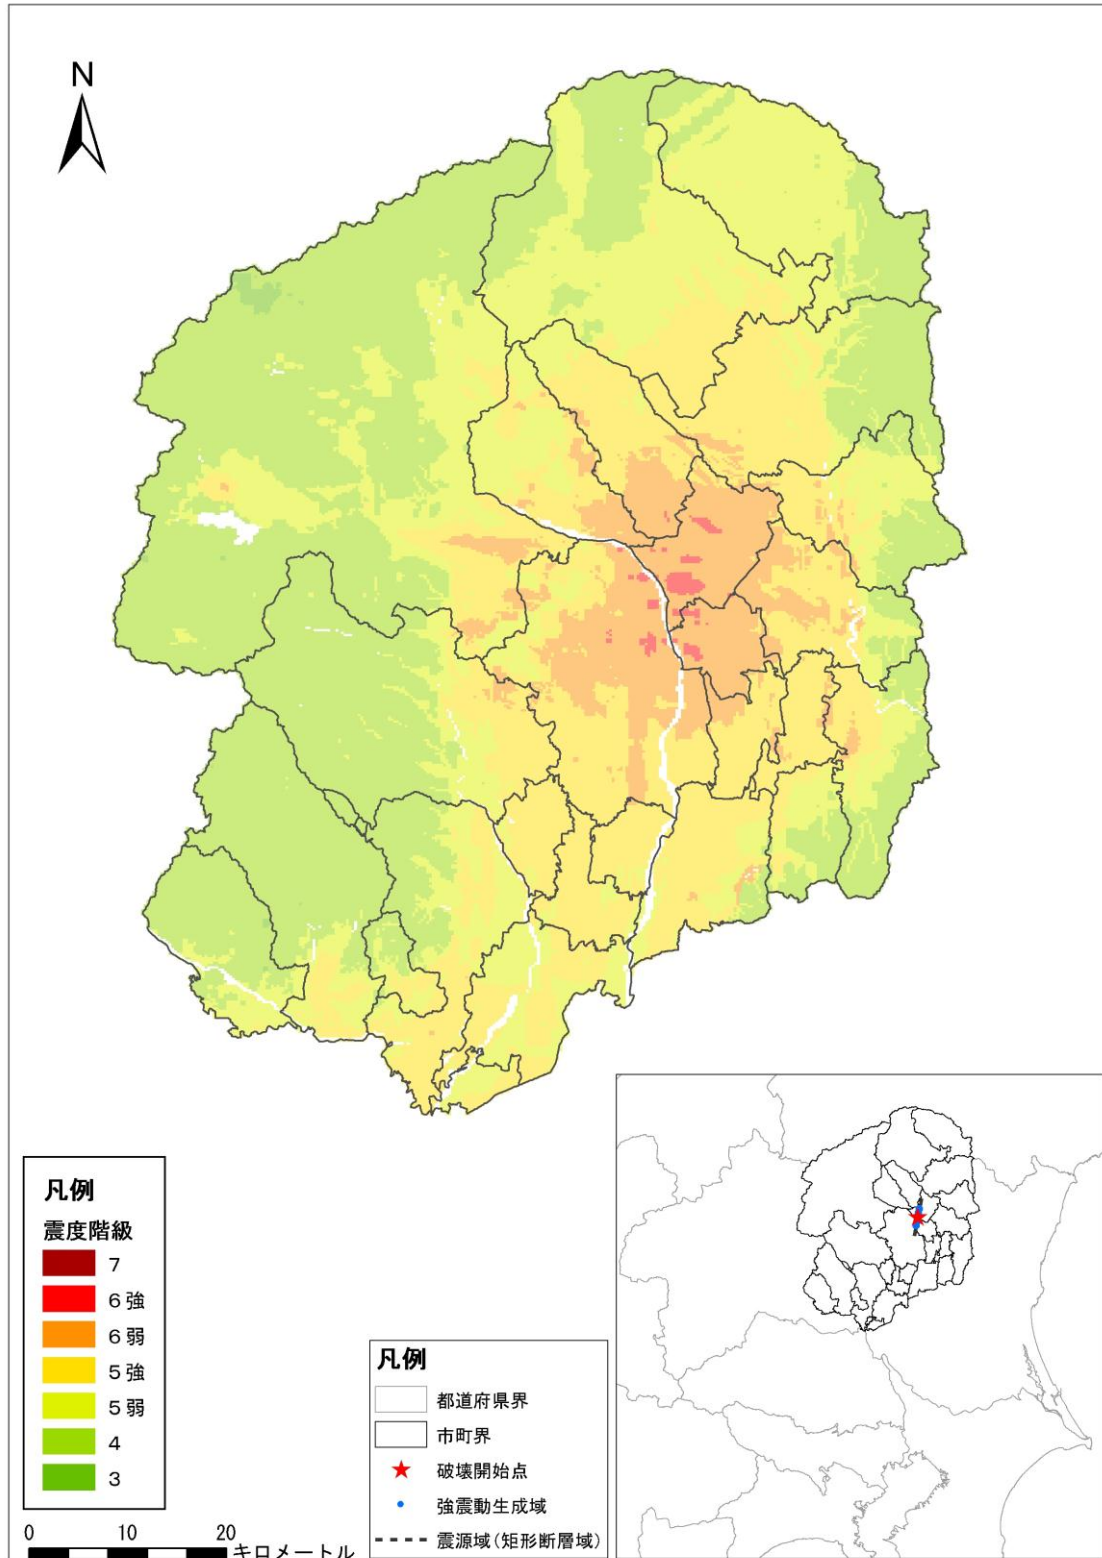 N
凡例
震度階級
7
6強
6弱
5強
5弱
4
3
0 10 20
キロメートル
凡例
都道府県界
市町界
破壊開始点
強震動生成域
震源域(矩形断層域)